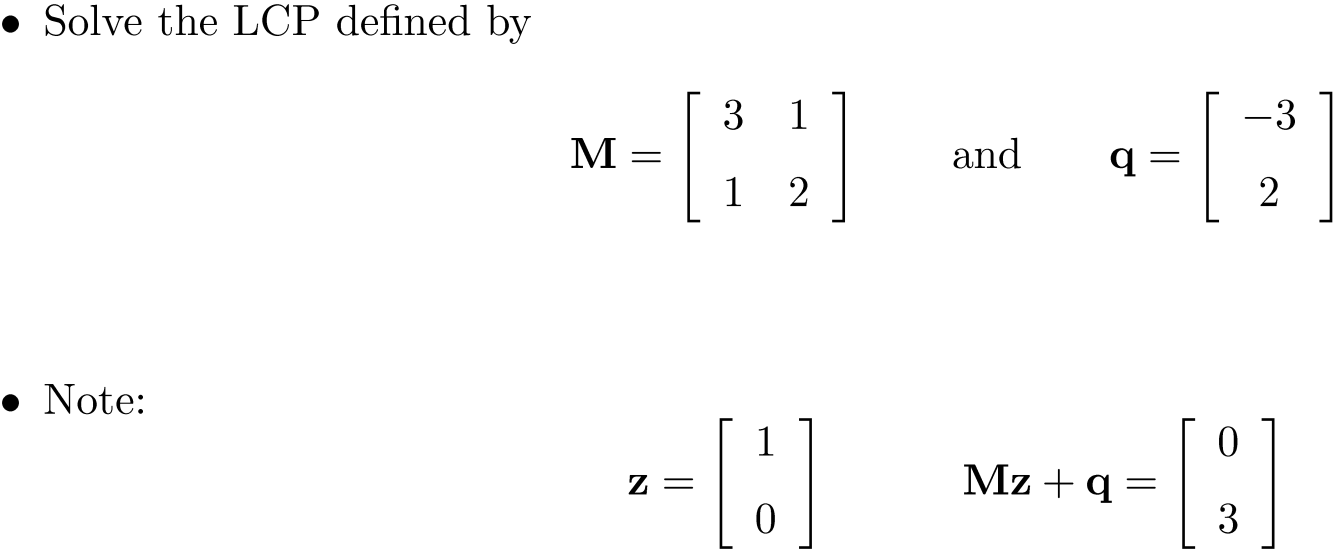 • Solve the LCP defined by
M = [ 3 1 ; 1 2 ] and q = [ −3 ; 2 ]
• Note:
z = [ 1 ; 0 ] Mz + q = [ 0 ; 3 ]